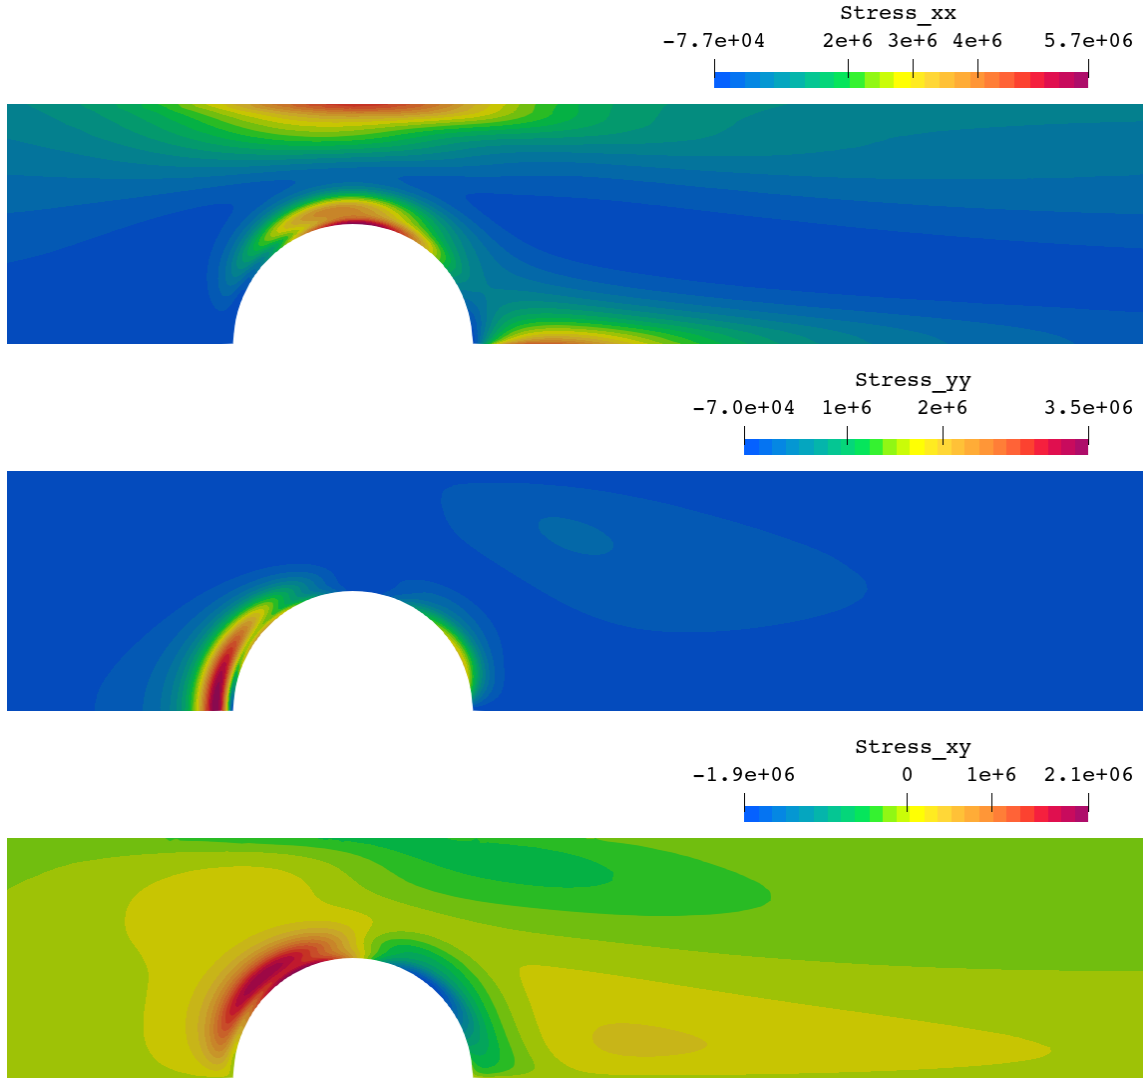 Stress_xx
-7.7e+04 2e+6 3e+6 4e+6 5.7e+06
Stress_yy
-7.0e+04 1e+6 2e+6 3.5e+06
Stress_xy
-1.9e+06 0 1e+6 2.1e+06